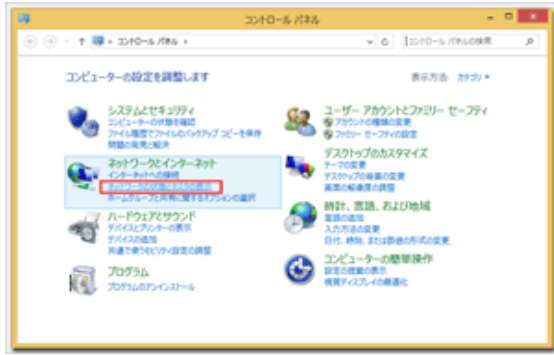 コントロール パネル
コントロール パネル
コントロール パネルの検索
コンピューターの設定を調整します
表示方法: カテゴリ
システムとセキュリティ
コンピューターの状態を確認
ファイル履歴でファイルのバックアップ コピーを保存
問題の発見と解決
ネットワークとインターネット
インターネットへの接続
ネットワークの状態とタスクの表示
ホームグループと共有に関するオプションの選択
ハードウェアとサウンド
デバイスとプリンターの表示
デバイスの追加
共通で使うモビリティ設定の調整
プログラム
プログラムのアンインストール
ユーザー アカウントとファミリー セーフティ
アカウントの種類の変更
ファミリー セーフティの設定
デスクトップのカスタマイズ
テーマの変更
デスクトップの背景の変更
画面の解像度の調整
時計、言語、および地域
言語の追加
入力方法の変更
日付、時刻、または数値の形式の変更
コンピューターの簡単操作
設定の提案の表示
視覚ディスプレイの最適化